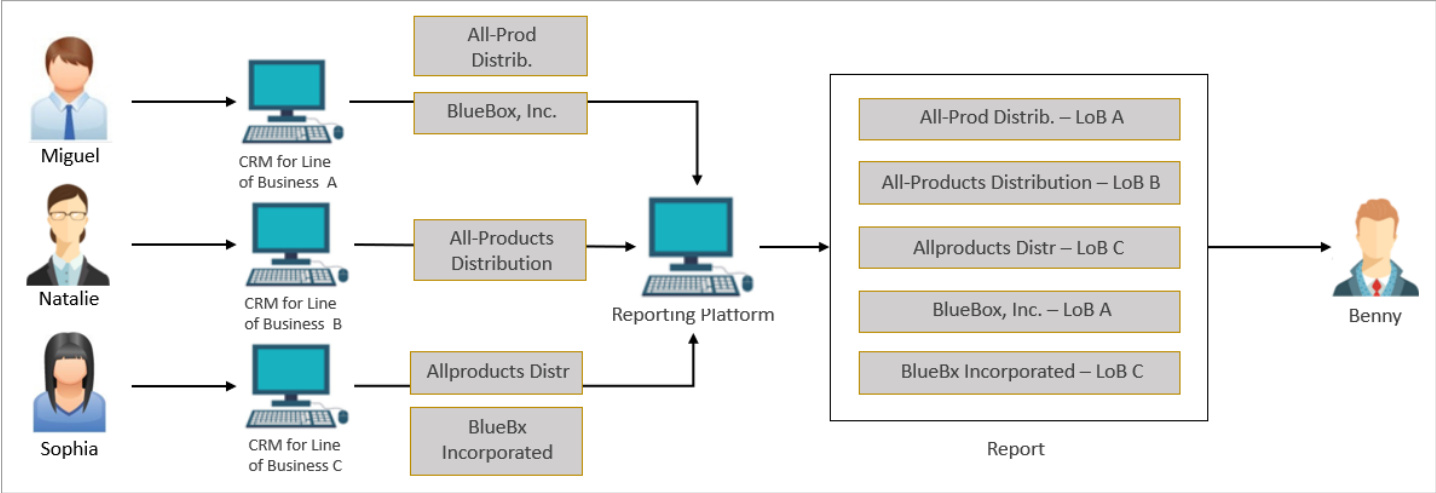 All-Prod
Distrib.
BlueBox, Inc.
Miguel
CRM for Line
of Business A
All-Prod Distrib. – LoB A
All-Products Distribution – LoB B
Allproducts Distr – LoB C
BlueBox, Inc. – LoB A
BlueBx Incorporated – LoB C
All-Products
Distribution
Natalie
CRM for Line
of Business B
Reporting Platform
Benny
Allproducts Distr
BlueBx
Incorporated
Sophia
CRM for Line
of Business C
Report